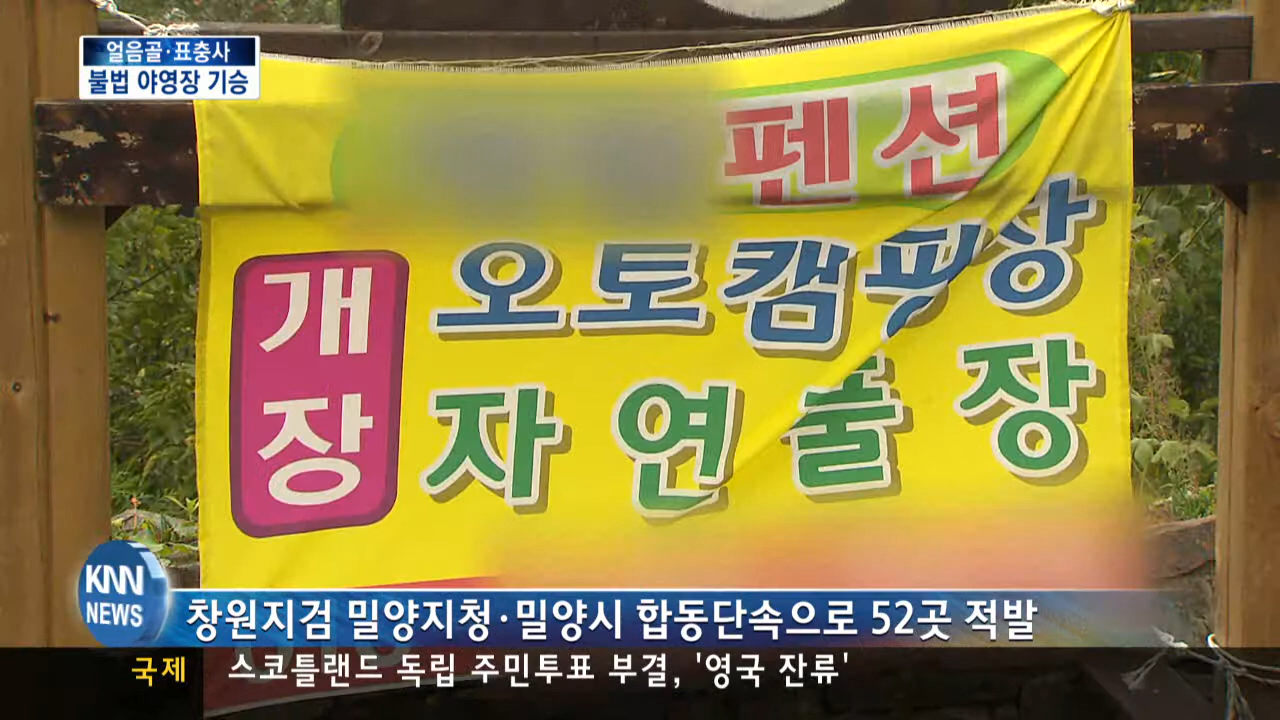 얼음골·표충사
불법 야영장 기승
펜션
개장
오토캠핑장
자연풀장
KNN
NEWS
창원지검 밀양지청·밀양시 합동단속으로 52곳 적발
국제 스코틀랜드 독립 주민투표 부결, '영국 잔류'